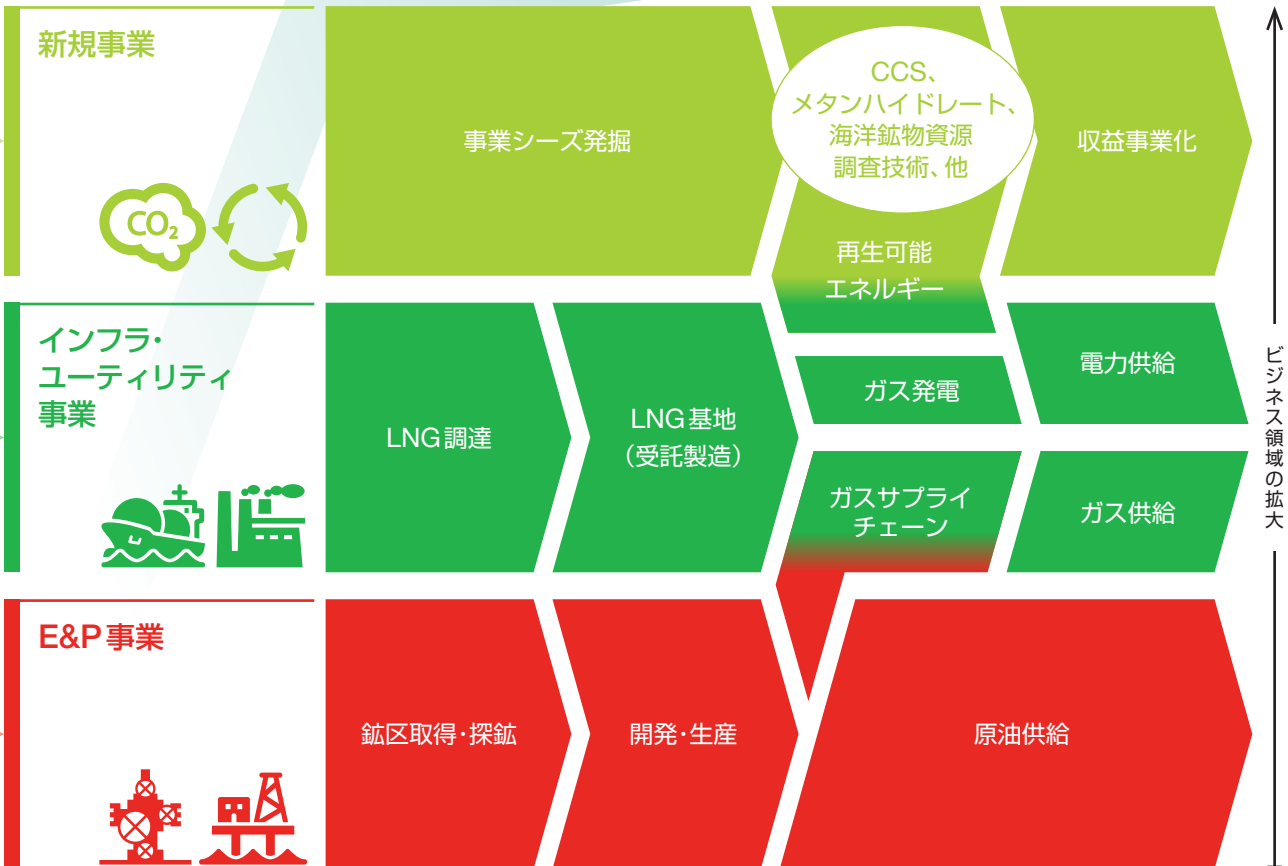 新規事業
CO₂
事業シーズ発掘
CCS、
メタンハイドレート、
海洋鉱物資源
調査技術、他
再生可能
エネルギー
収益事業化
インフラ・
ユーティリティ
事業
LNG調達
LNG基地
（受託製造）
ガス発電
ガスサプライ
チェーン
電力供給
ガス供給
E&P事業
鉱区取得・探鉱
開発・生産
原油供給
ビジネス領域の拡大